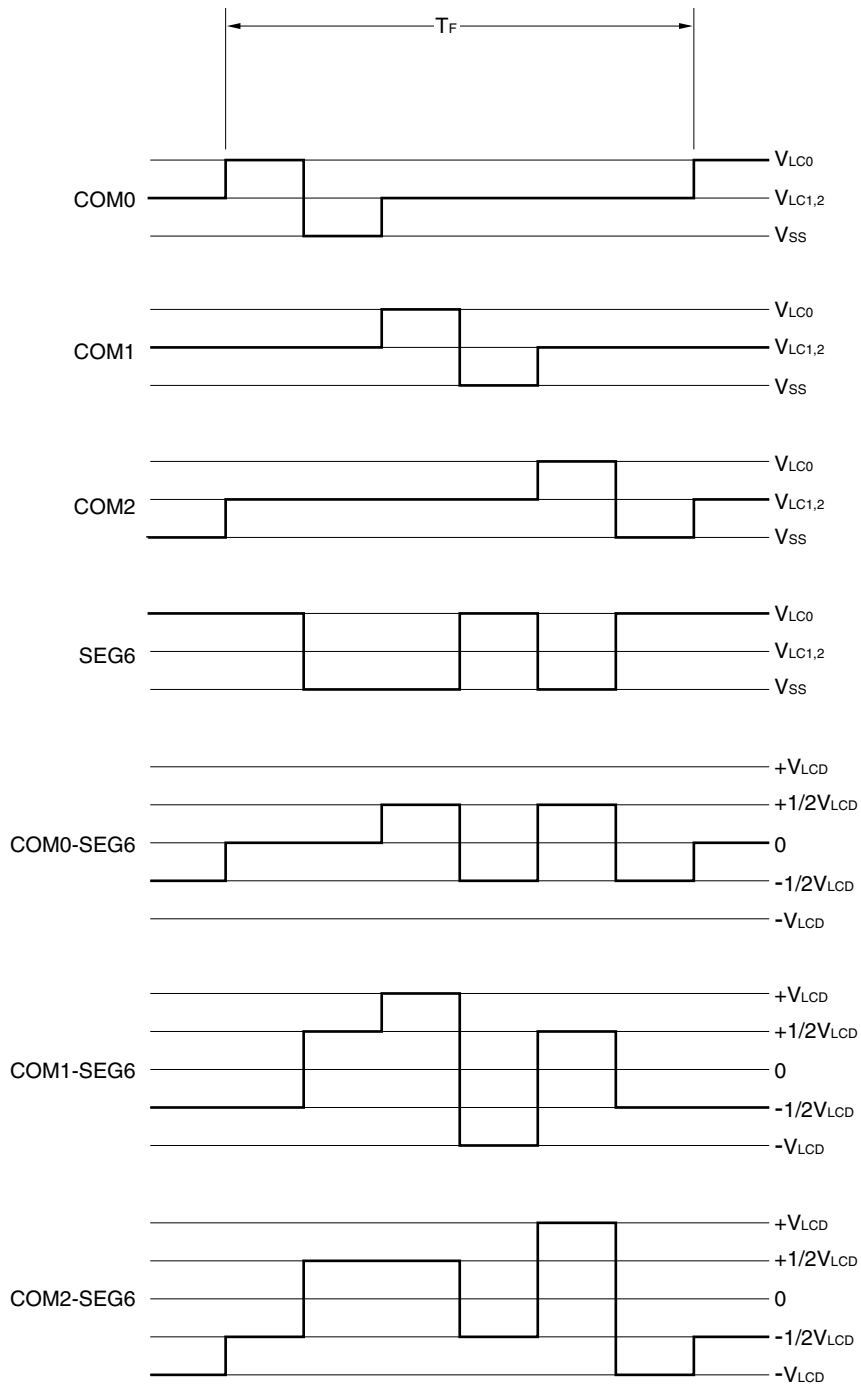 TF
COM0
VLC0
VLC1,2
VSS
COM1
VLC0
VLC1,2
VSS
COM2
VLC0
VLC1,2
VSS
SEG6
VLC0
VLC1,2
VSS
COM0-SEG6
+VLCD
+1/2VLCD
0
-1/2VLCD
-VLCD
COM1-SEG6
+VLCD
+1/2VLCD
0
-1/2VLCD
-VLCD
COM2-SEG6
+VLCD
+1/2VLCD
0
-1/2VLCD
-VLCD